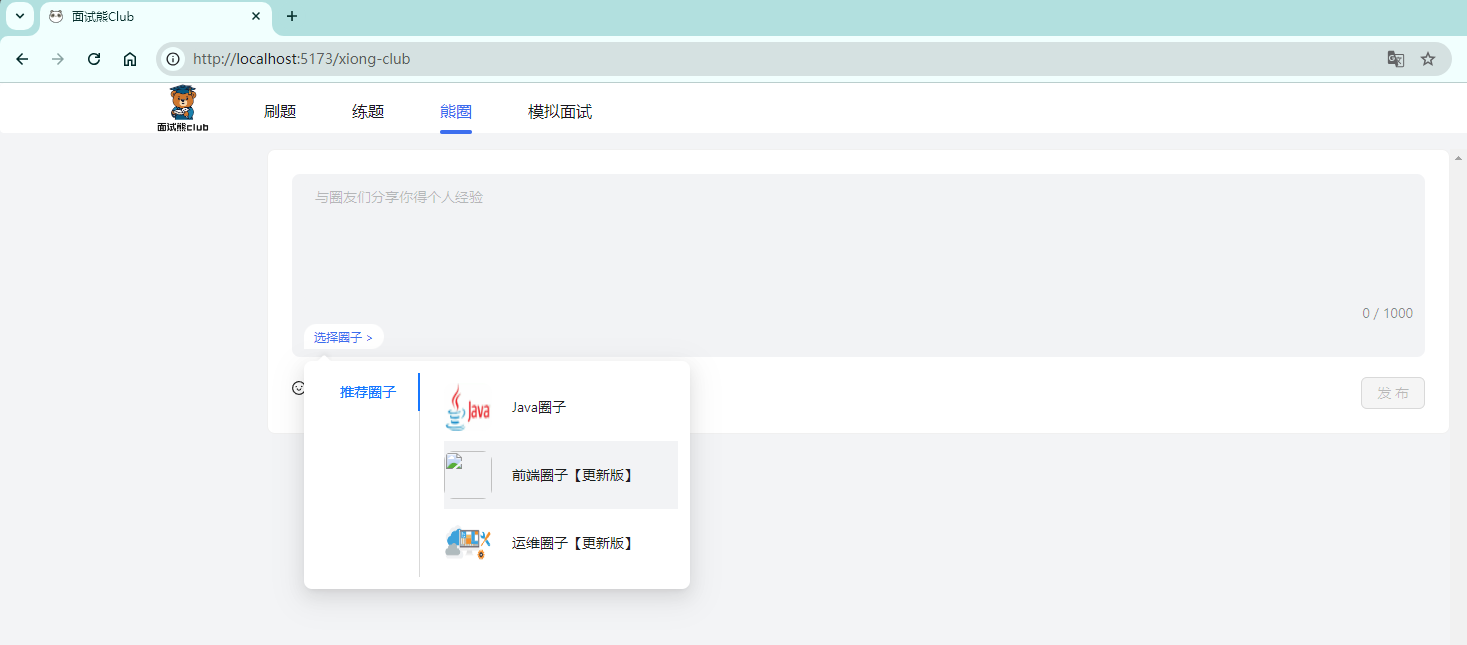 面试熊Club
http://localhost:5173/xiong-club
面试熊club
刷题 练题 熊圈 模拟面试
与圈友们分享你得个人经验
0 / 1000
选择圈子 >
发 布
推荐圈子
Java
Java圈子
前端圈子【更新版】
运维圈子【更新版】